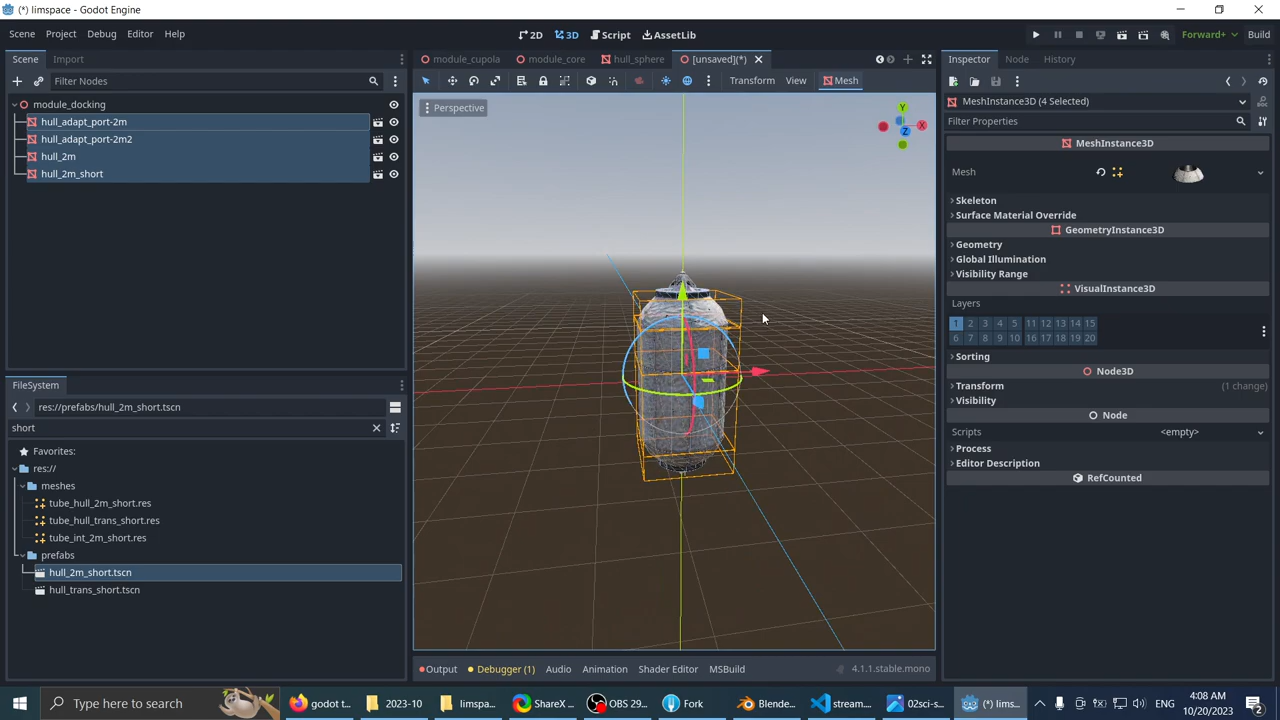 (*) limspace - Godot Engine
Scene Project Debug Editor Help
2D 3D Script AssetLib
Forward+ Build
Scene Import
Filter Nodes
module_docking
hull_adapt_port-2m
hull_adapt_port-2m2
hull_2m
hull_2m_short
FileSystem
res://prefabs/hull_2m_short.tscn
short
Favorites:
res://
meshes
tube_hull_2m_short.res
tube_hull_trans_short.res
tube_int_2m_short.res
prefabs
hull_2m_short.tscn
hull_trans_short.tscn
module_cupola module_core hull_sphere [unsaved](*)
Transform View Mesh
Perspective
Y
X
Z
Output Debugger (1) Audio Animation Shader Editor MSBuild 4.1.1.stable.mono
Inspector Node History
MeshInstance3D (4 Selected)
Filter Properties
MeshInstance3D
Mesh
Skeleton
Surface Material Override
GeometryInstance3D
Geometry
Global Illumination
Visibility Range
VisualInstance3D
Layers
1 2 3 4 5 11 12 13 14 15
6 7 8 9 10 16 17 18 19 20
Sorting
Node3D
Transform (1 change)
Visibility
Node
Scripts <empty>
Process
Editor Description
RefCounted
Type here to search
godot t... 2023-10 limspa... ShareX ... OBS 29... Fork Blende... stream.... 02sci-s... (*) lims... ENG
4:08 AM
10/20/2023
2